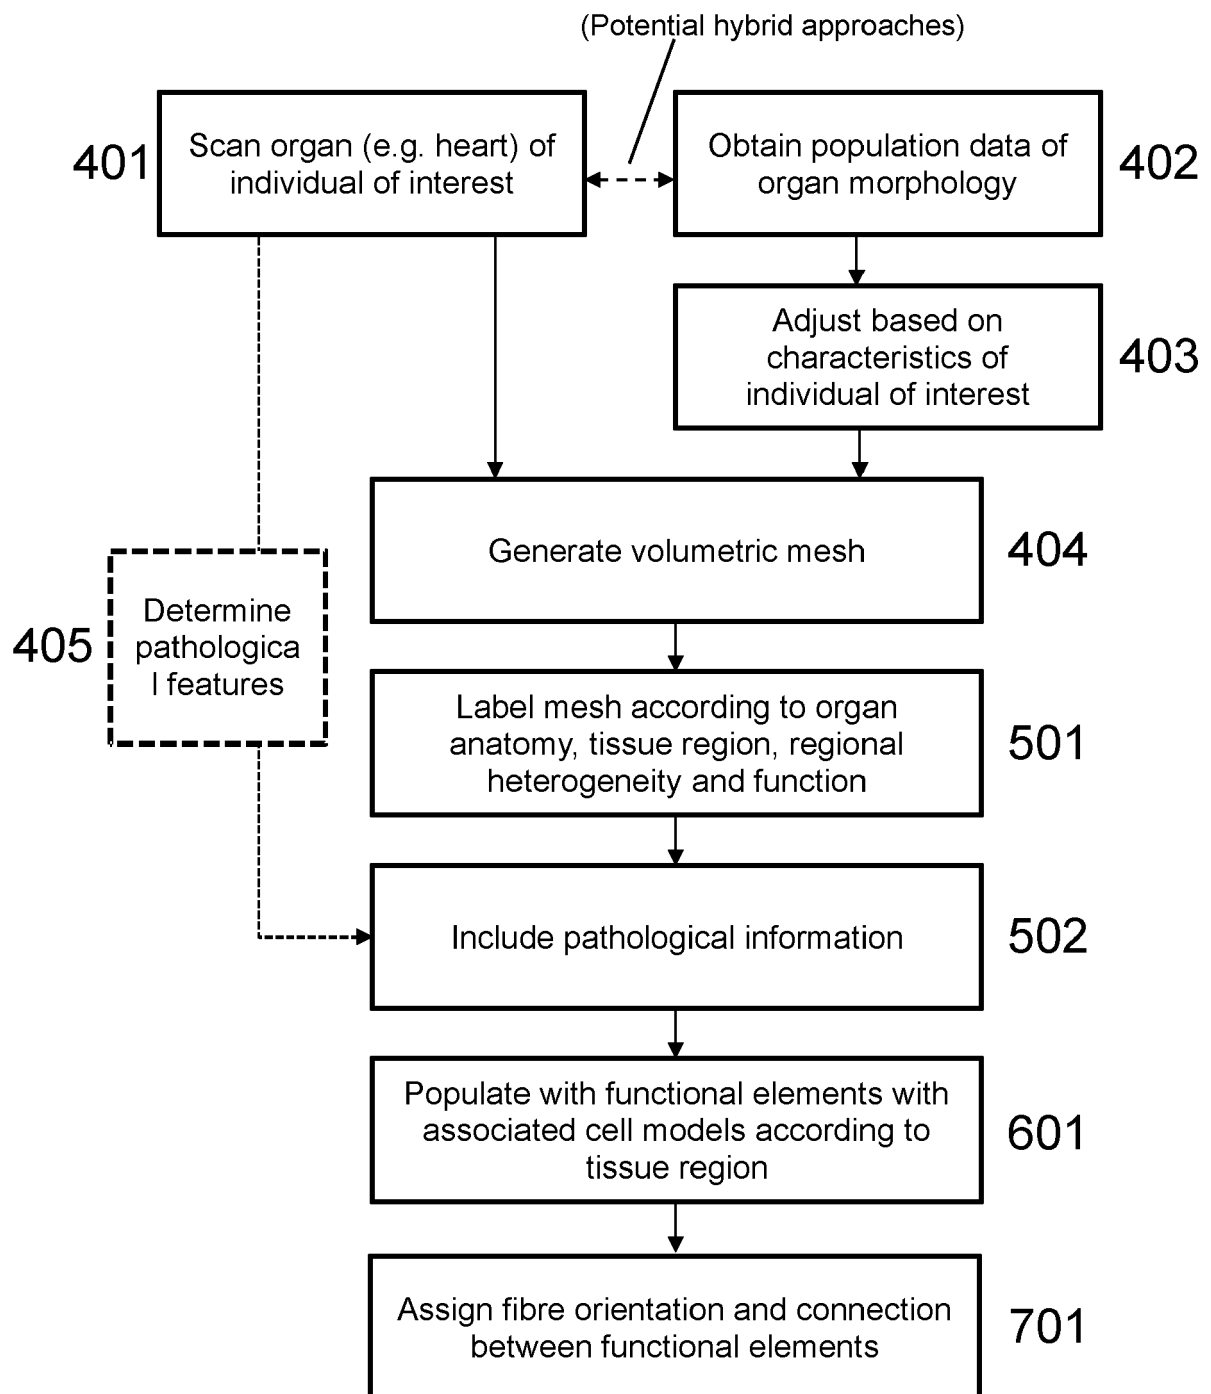 (Potential hybrid approaches)
401
Scan organ (e.g. heart) of
individual of interest
Obtain population data of
organ morphology
402
Adjust based on
characteristics of
individual of interest
403
Generate volumetric mesh
404
405
Determine
pathologica
l features
Label mesh according to organ
anatomy, tissue region, regional
heterogeneity and function
501
Include pathological information
502
Populate with functional elements with
associated cell models according to
tissue region
601
Assign fibre orientation and connection
between functional elements
701